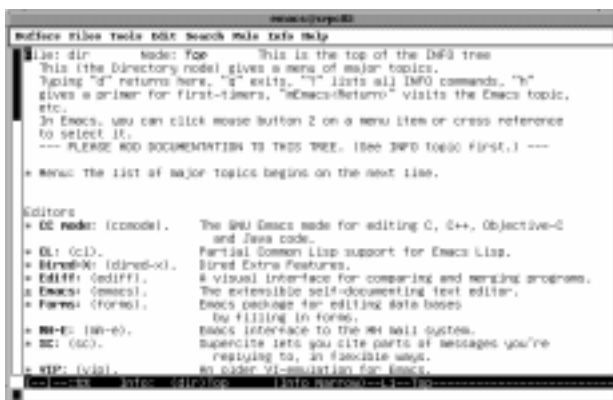 emacs@srpc82
Buffers Files Tools Edit Search Mule Info Help
File: dir Node: Top This is the top of the INFO tree
This (the Directory node) gives a menu of major topics.
Typing "d" returns here, "q" exits, "?" lists all INFO commands, "h"
gives a primer for first-timers, "mEmacs<Return>" visits the Emacs topic,
etc.
In Emacs, you can click mouse button 2 on a menu item or cross reference
to select it.
--- PLEASE ADD DOCUMENTATION TO THIS TREE. (See INFO topic first.) ---
* Menu: The list of major topics begins on the next line.
Editors
* CC mode: (ccmode). The GNU Emacs mode for editing C, C++, Objective-C
and Java code.
* CL: (cl). Partial Common Lisp support for Emacs Lisp.
* Dired-X: (dired-x). Dired Extra Features.
* Ediff: (ediff). A visual interface for comparing and merging programs.
* Emacs: (emacs). The extensible self-documenting text editor.
* Forms: (forms). Emacs package for editing data bases
by filling in forms.
* MH-E: (mh-e). Emacs interface to the MH mail system.
* SC: (sc). Supercite lets you cite parts of messages you're
replying to, in flexible ways.
* VIP: (vip). An older VI-emulation for Emacs.
Info: (dir)Top (Info Narrow)--L1--Top